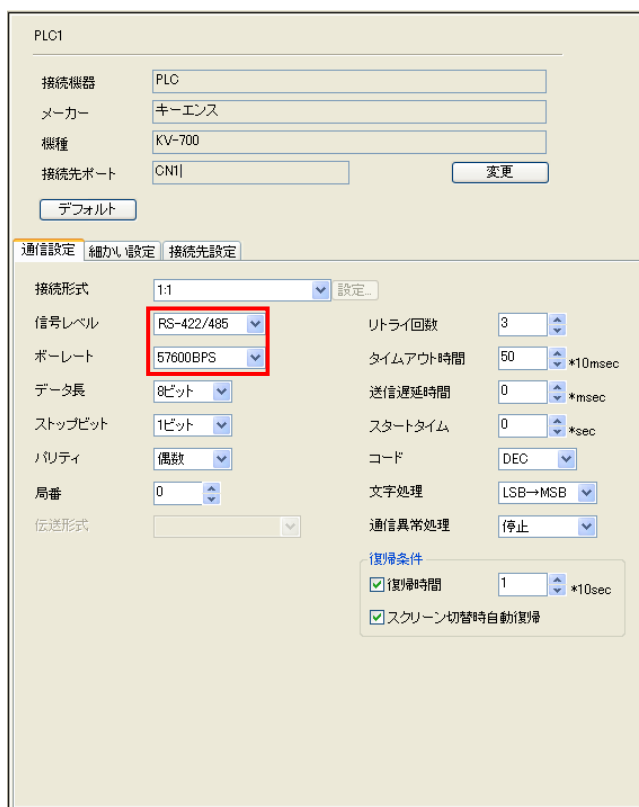 PLC1
接続機器 PLC
メーカー キーエンス
機種 KV-700
接続先ポート CN1 変更
デフォルト
通信設定 細かい設定 接続先設定
接続形式 1:1 設定...
信号レベル RS-422/485
ボーレート 57600BPS
データ長 8ビット
ストップビット 1ビット
パリティ 偶数
局番 0
伝送形式
リトライ回数 3
タイムアウト時間 50 *10msec
送信遅延時間 0 *msec
スタートタイム 0 *sec
コード DEC
文字処理 LSB→MSB
通信異常処理 停止
復帰条件
復帰時間 1 *10sec
スクリーン切替時自動復帰